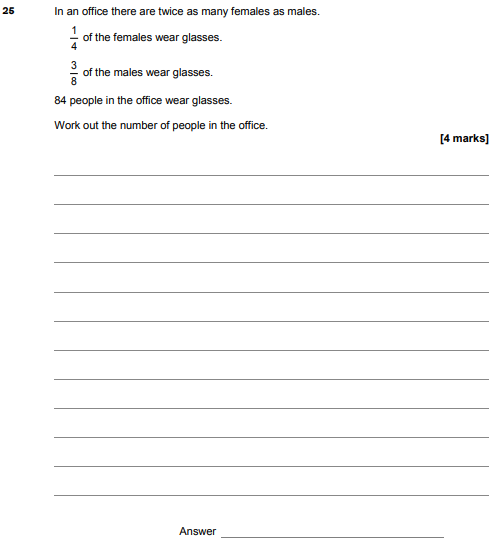 25 In an office there are twice as many females as males.
1/4 of the females wear glasses.
3/8 of the males wear glasses.
84 people in the office wear glasses.
Work out the number of people in the office.
[4 marks]
Answer